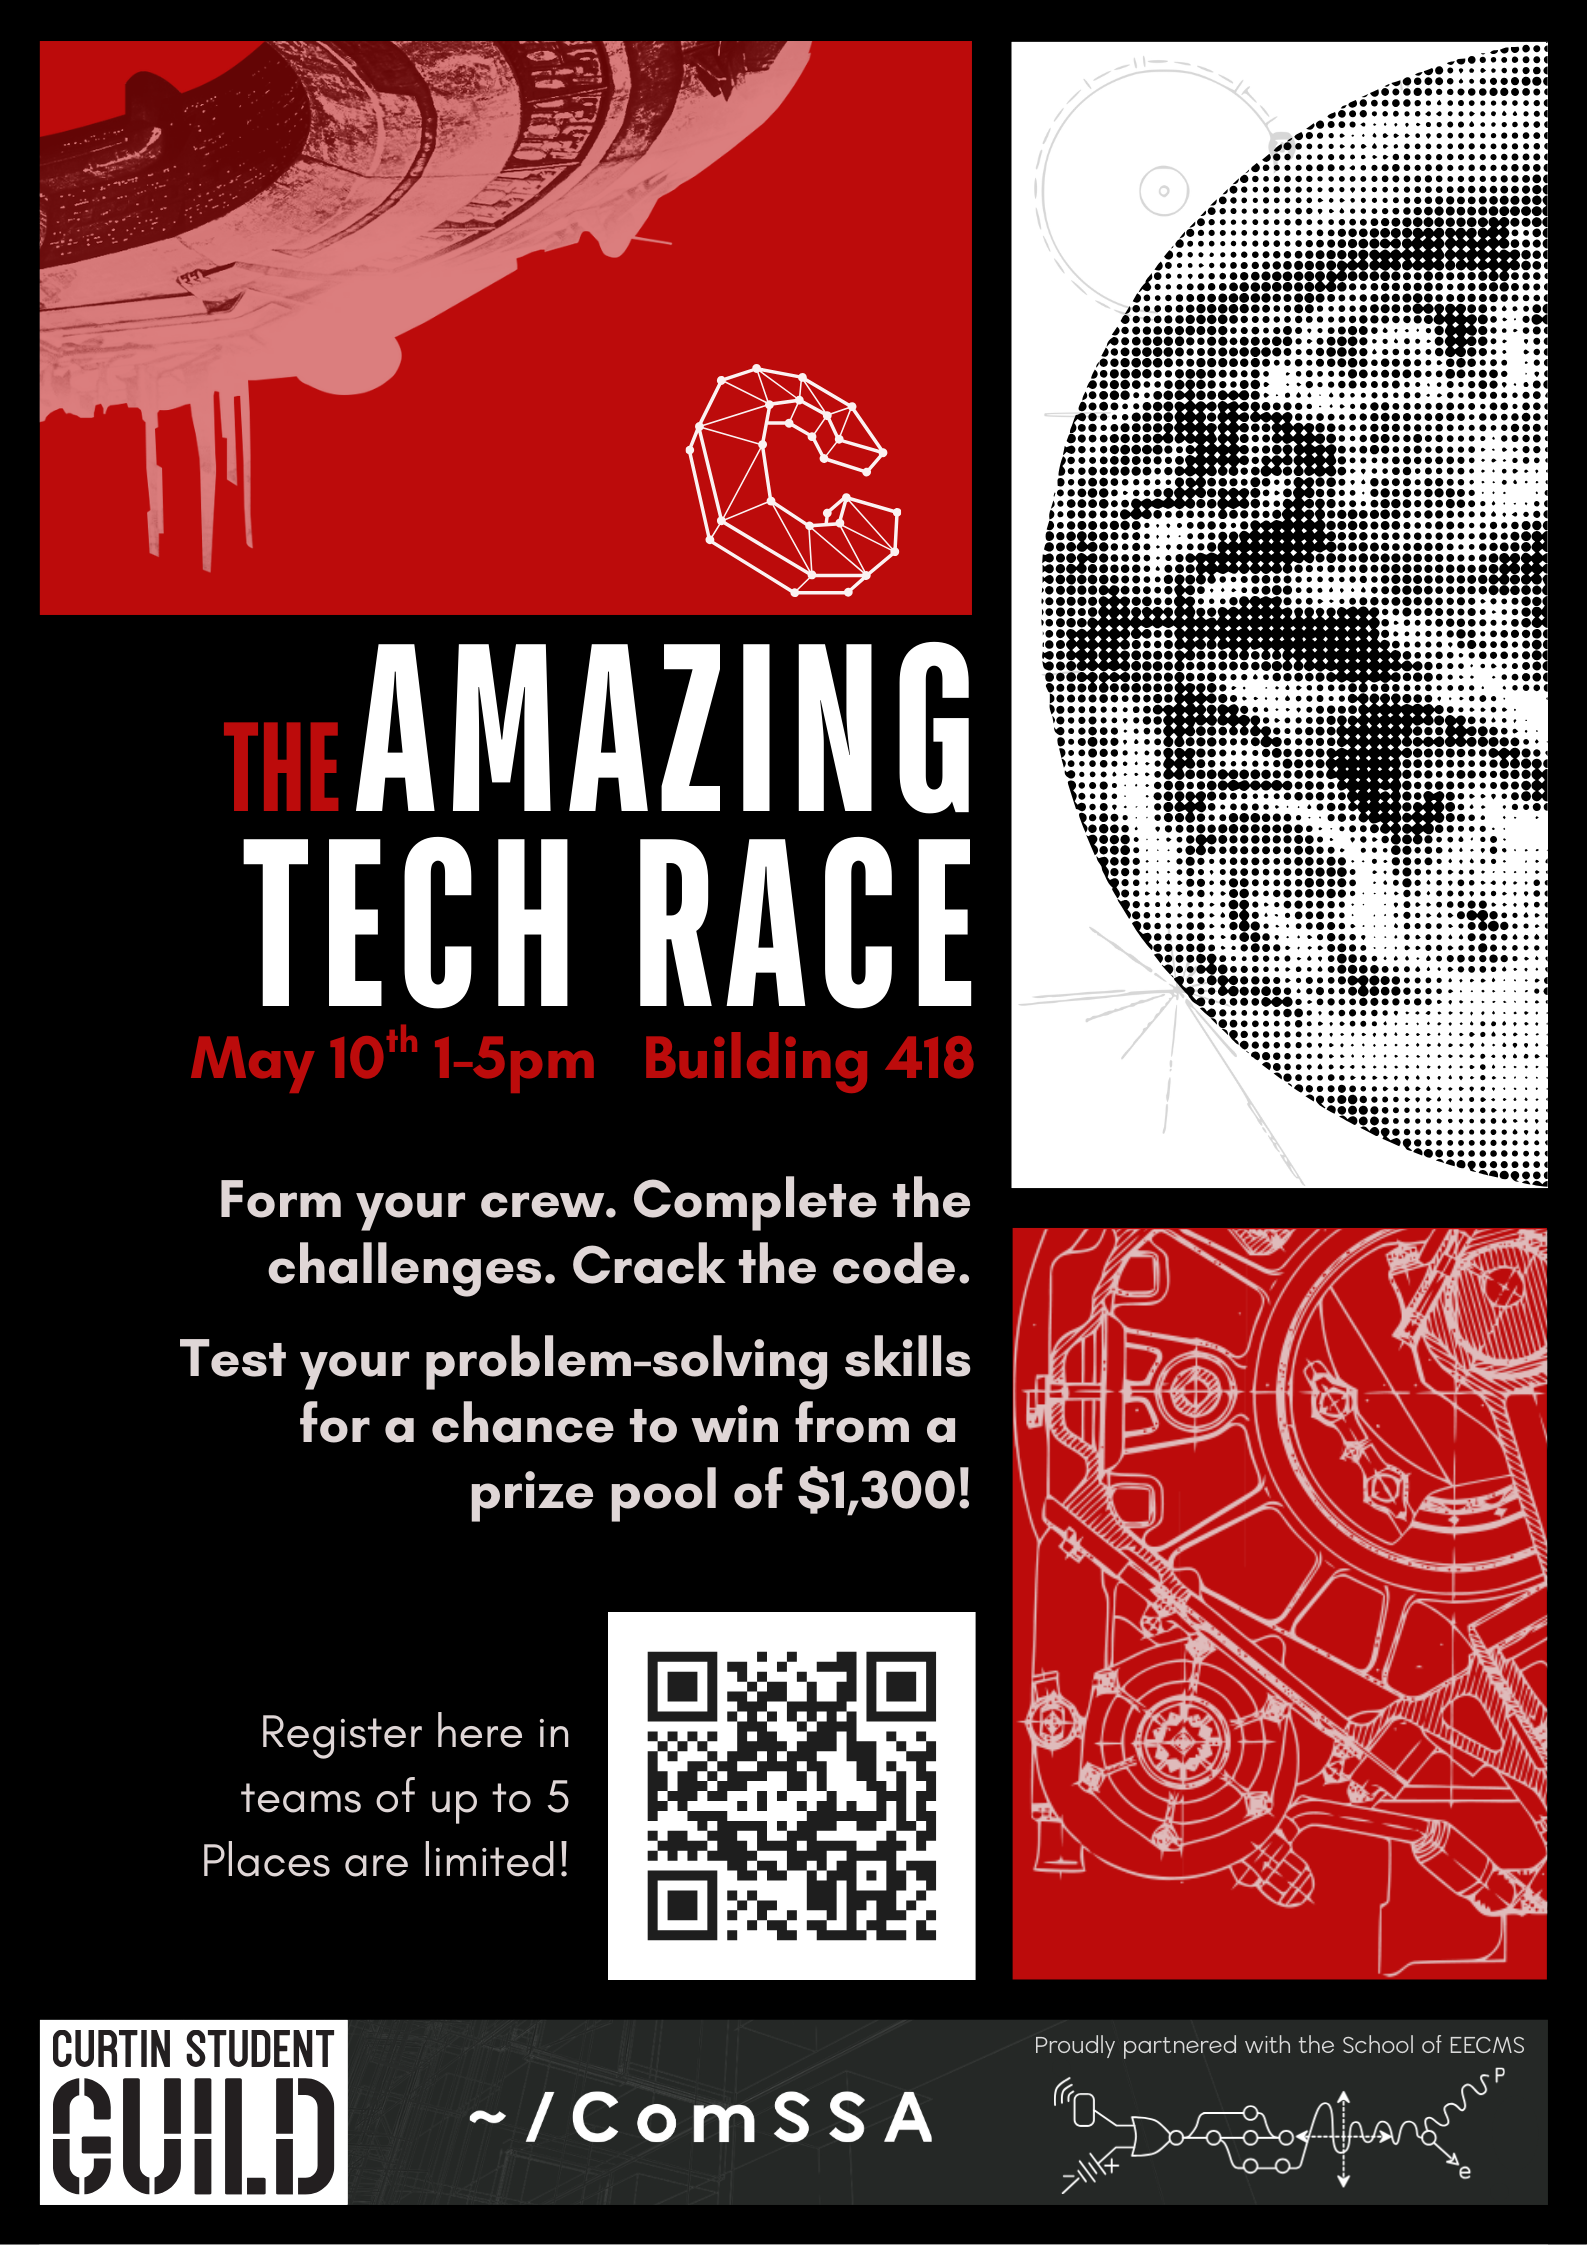 THE AMAZING
TECH RACE
May 10th 1-5pm Building 418
Form your crew. Complete the
challenges. Crack the code.
Test your problem-solving skills
for a chance to win from a
prize pool of $1,300!
Register here in
teams of up to 5
Places are limited!
CURTIN STUDENT
GUILD
~/ComSSA
Proudly partnered with the School of EECMS
P
e